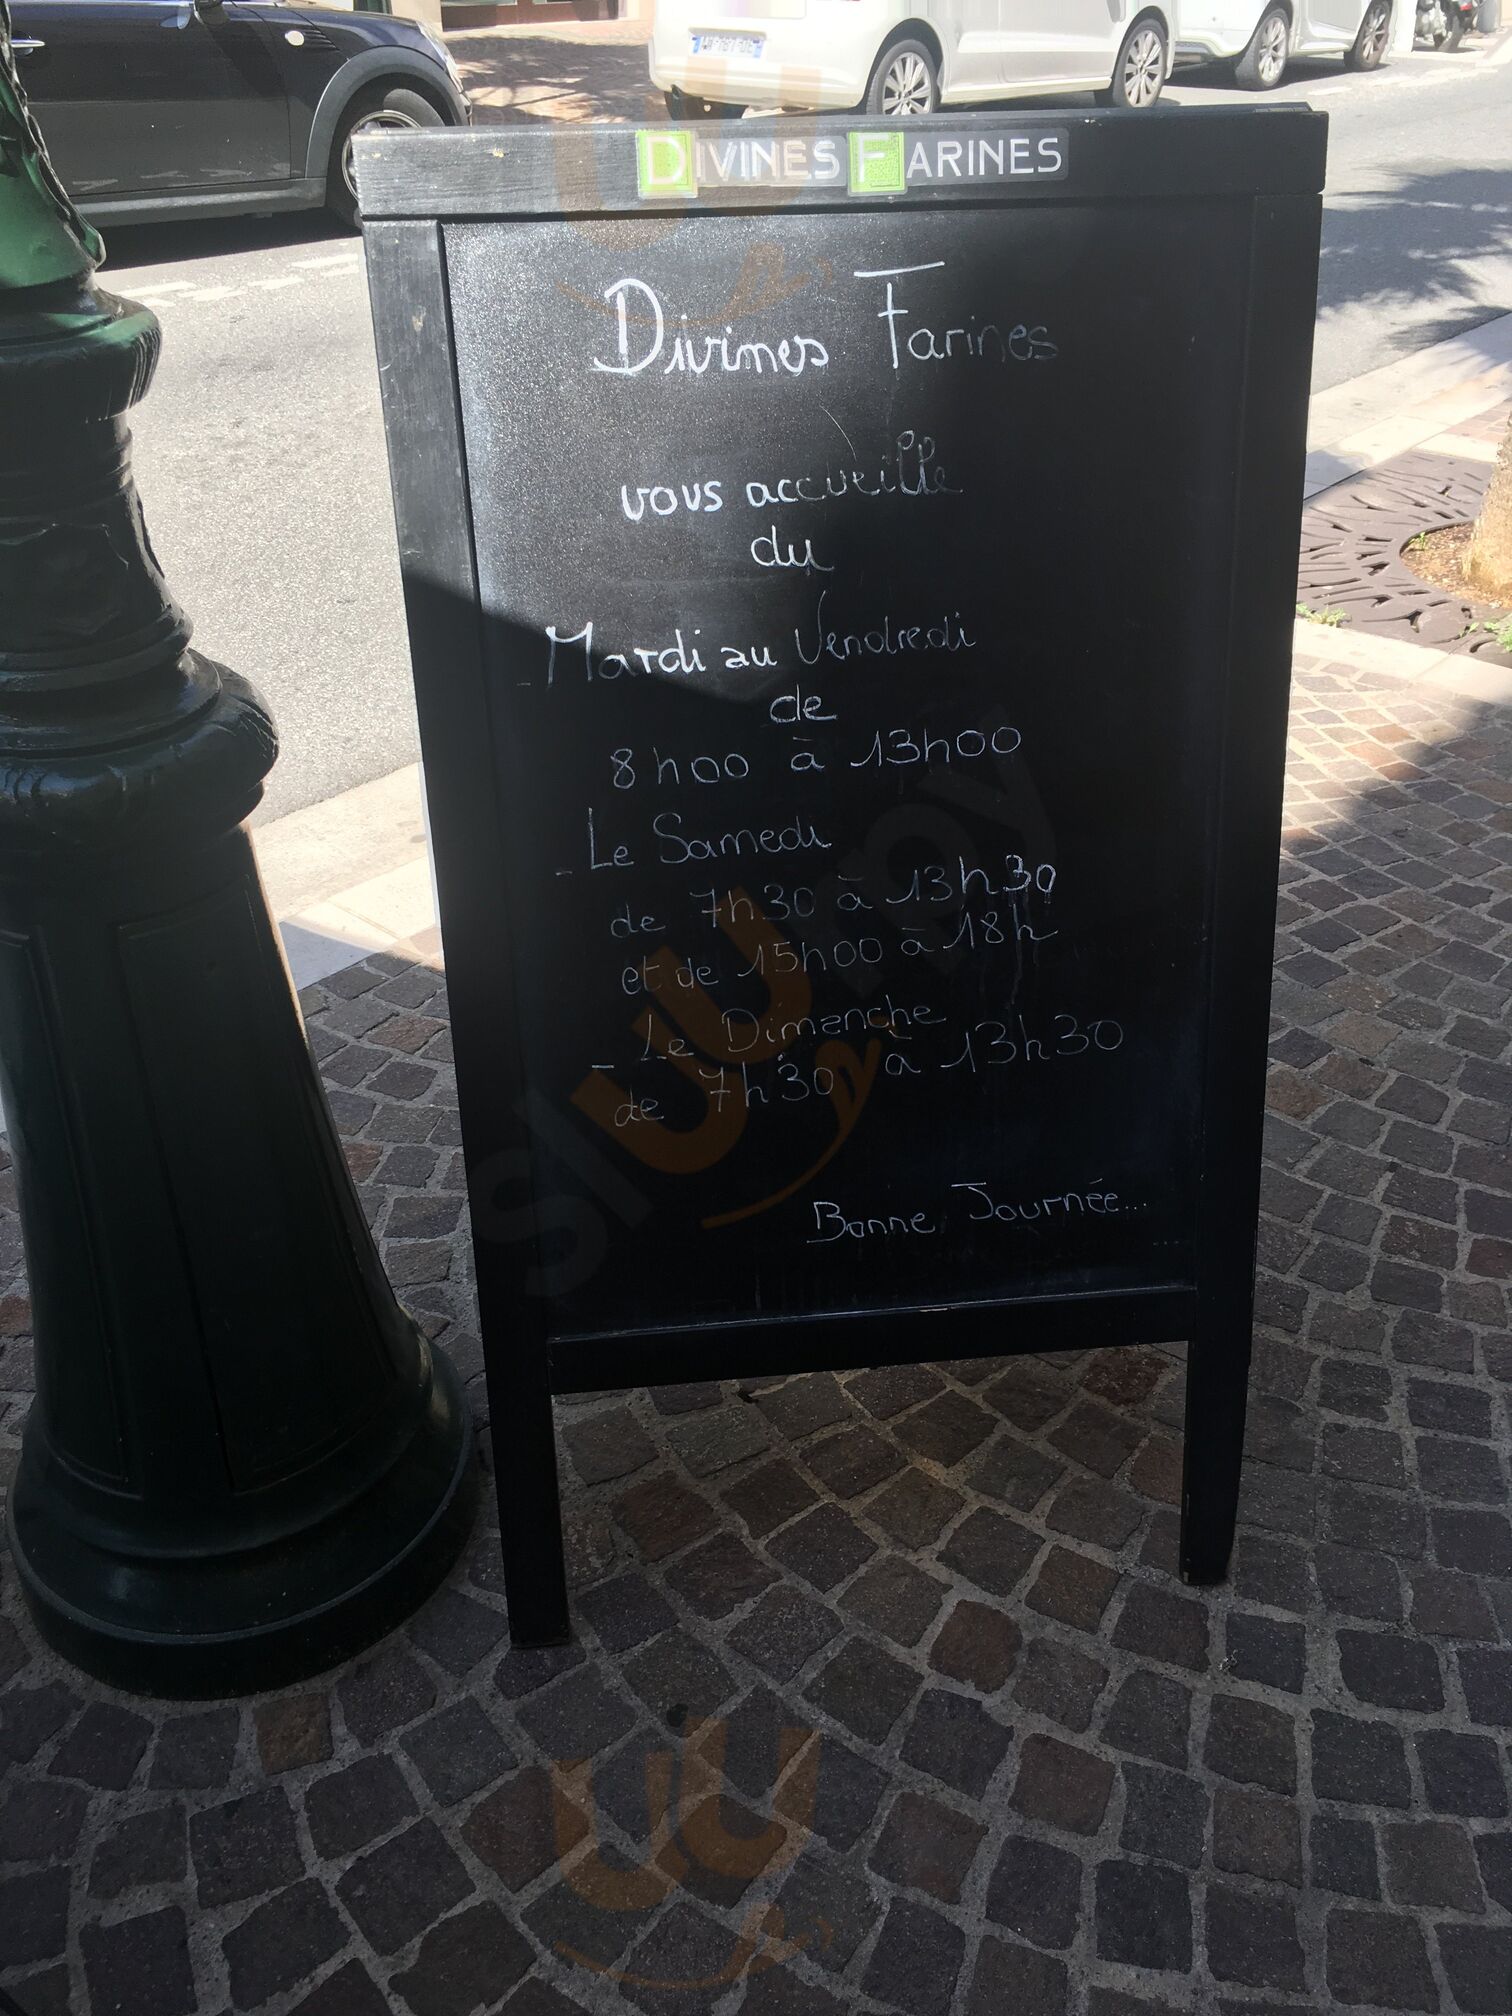 DIVINES FARINES
Divines Farines
vous accueille
du
- Mardi au Vendredi
de
8h00 à 13h00
- Le Samedi
de 7h30 à 13h30
et de 15h00 à 18h
- Le Dimanche
de 7h30 à 13h30
Bonne Journée...
sluurpy